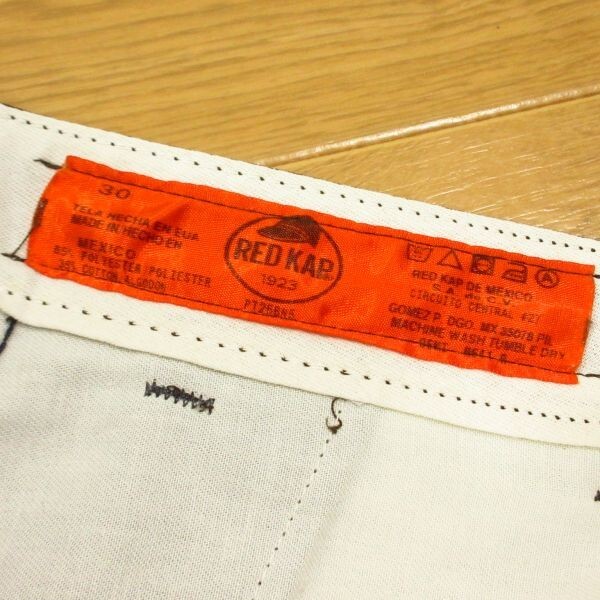 30
TELA HECHA EN EUA
MADE IN HECHO EN
MEXICO
POLYESTER POLIESTER
COTTON ALGODON
RED KAP
1923
RED KAP DE MEXICO
S.A. de C.V.
CIRCUITO CENTRAL #27
GOMEZ P. DGO. MX 35078 PB
MACHINE WASH TUMBLE DRY